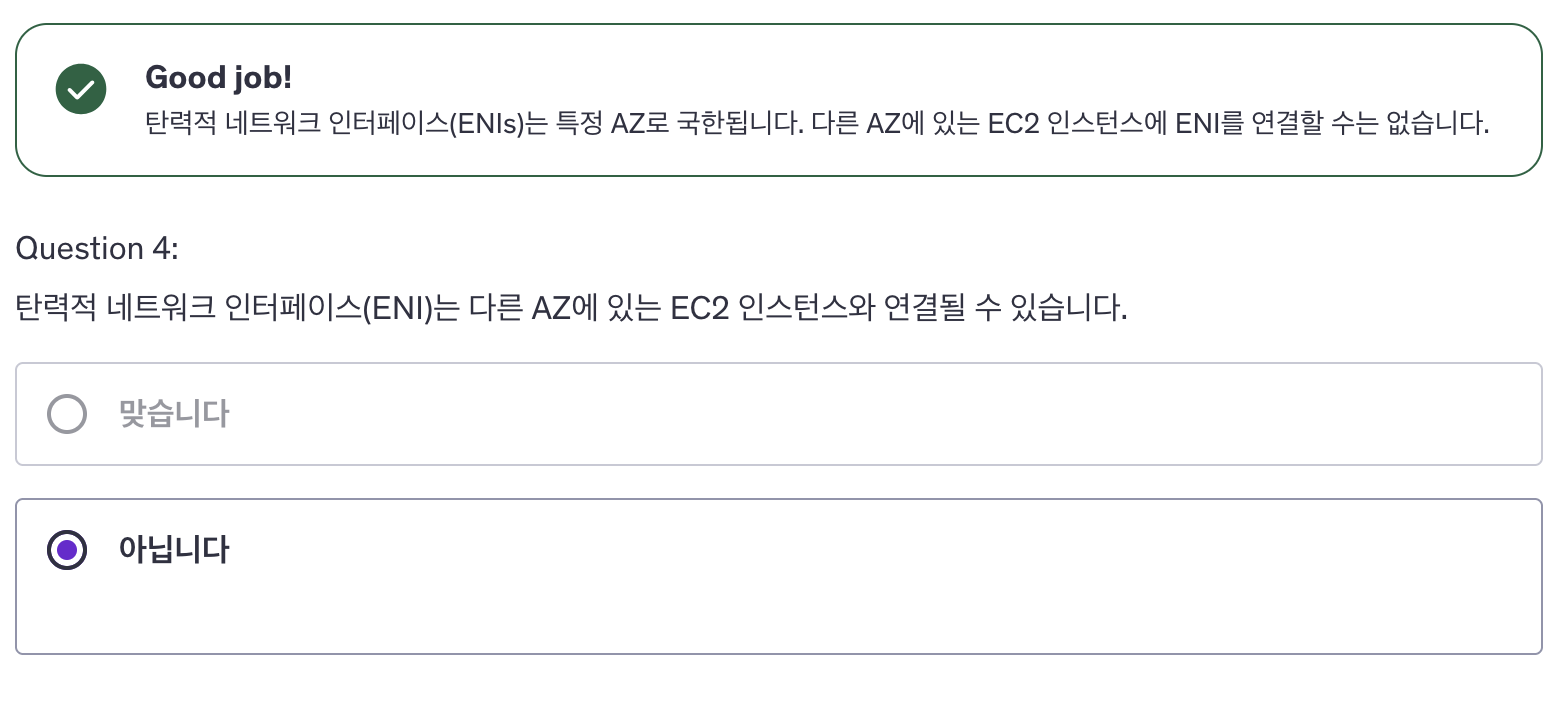 Good job!
탄력적 네트워크 인터페이스(ENIs)는 특정 AZ로 국한됩니다. 다른 AZ에 있는 EC2 인스턴스에 ENI를 연결할 수는 없습니다.
Question 4:
탄력적 네트워크 인터페이스(ENI)는 다른 AZ에 있는 EC2 인스턴스와 연결될 수 있습니다.
맞습니다
아닙니다